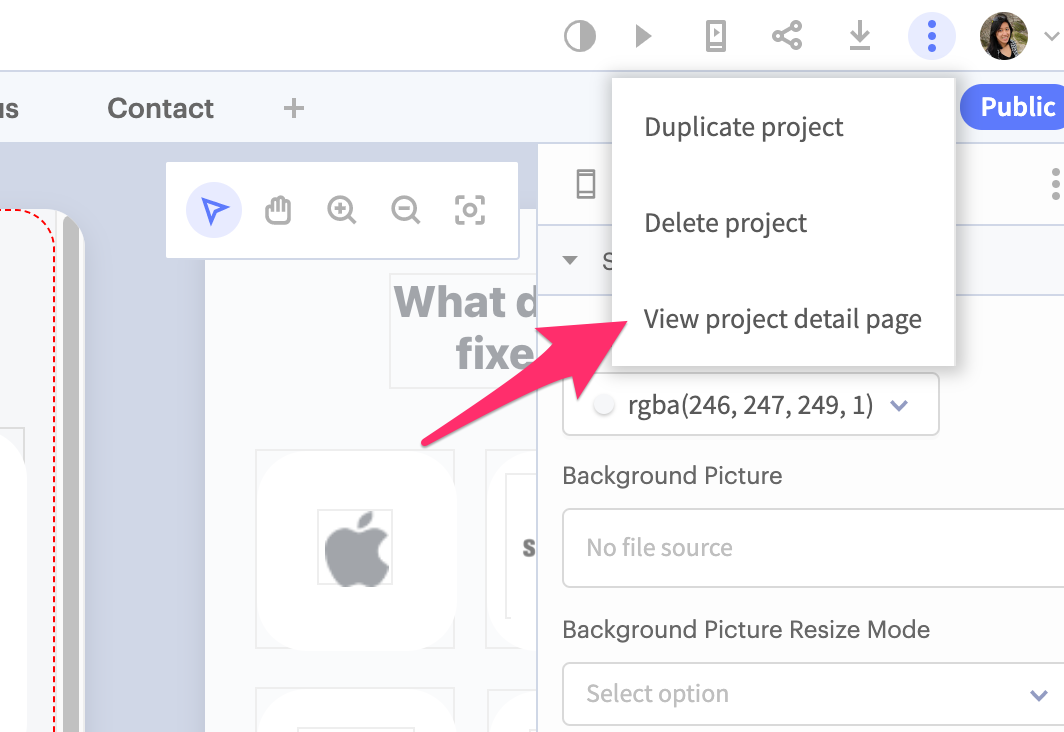 us
Contact
Public
Duplicate project
Delete project
View project detail page
What d
fixe
rgba(246, 247, 249, 1)
Background Picture
No file source
Background Picture Resize Mode
Select option